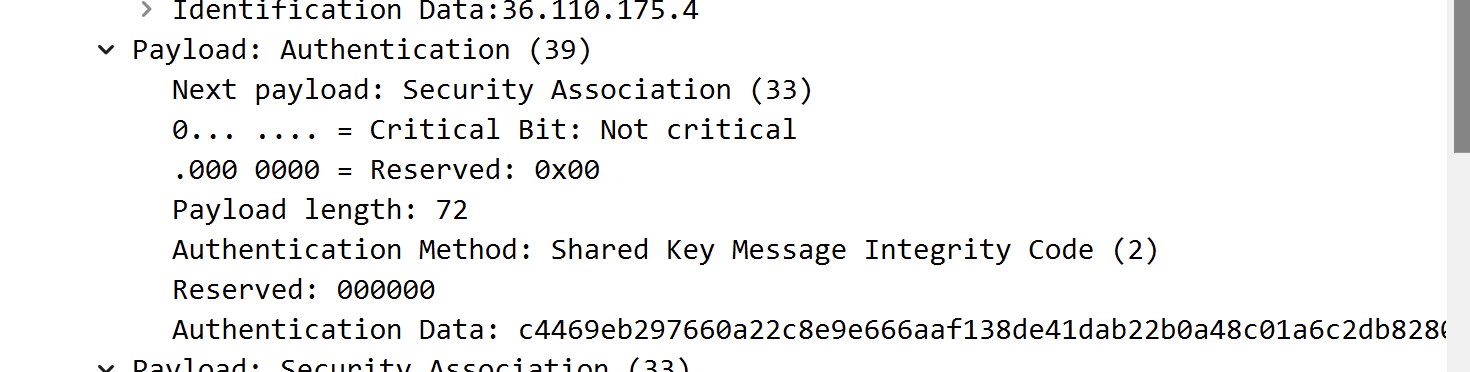 Identification Data:36.110.175.4
Payload: Authentication (39)
Next payload: Security Association (33)
0... .... = Critical Bit: Not critical
.000 0000 = Reserved: 0x00
Payload length: 72
Authentication Method: Shared Key Message Integrity Code (2)
Reserved: 000000
Authentication Data: c4469eb297660a22c8e9e666aaf138de41dab22b0a48c01a6c2db8280
Payload: Security Association (33)